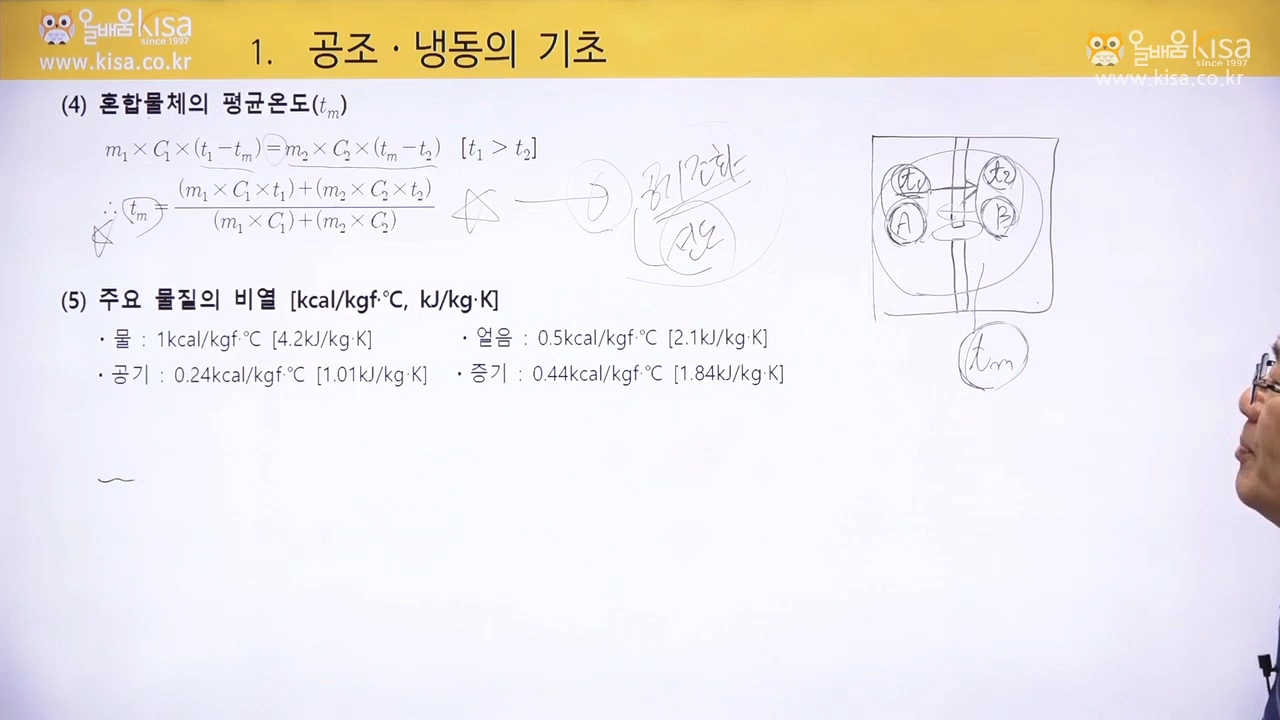 올배움kisa
since 1997
www.kisa.co.kr
1. 공조 · 냉동의 기초
올배움kisa
since 1997
www.kisa.co.kr
(4) 혼합물체의 평균온도(tₘ)
m₁ × C₁ × (t₁ − tₘ) = m₂ × C₂ × (tₘ − t₂) [t₁ > t₂]
∴ tₘ = (m₁ × C₁ × t₁) + (m₂ × C₂ × t₂)
(m₁ × C₁) + (m₂ × C₂)
공기조화
t₁ t₂
A B
tm
(5) 주요 물질의 비열 [kcal/kgf·℃, kJ/kg·K]
· 물 : 1kcal/kgf·℃ [4.2kJ/kg·K] · 얼음 : 0.5kcal/kgf·℃ [2.1kJ/kg·K]
· 공기 : 0.24kcal/kgf·℃ [1.01kJ/kg·K] · 증기 : 0.44kcal/kgf·℃ [1.84kJ/kg·K]